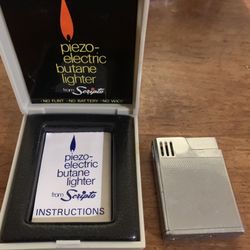 piezo-
electric
butane
lighter
from Scripto
NO FLINT · NO BATTERY · NO WICK
piezo-
electric
butane
lighter
from Scripto
INSTRUCTIONS